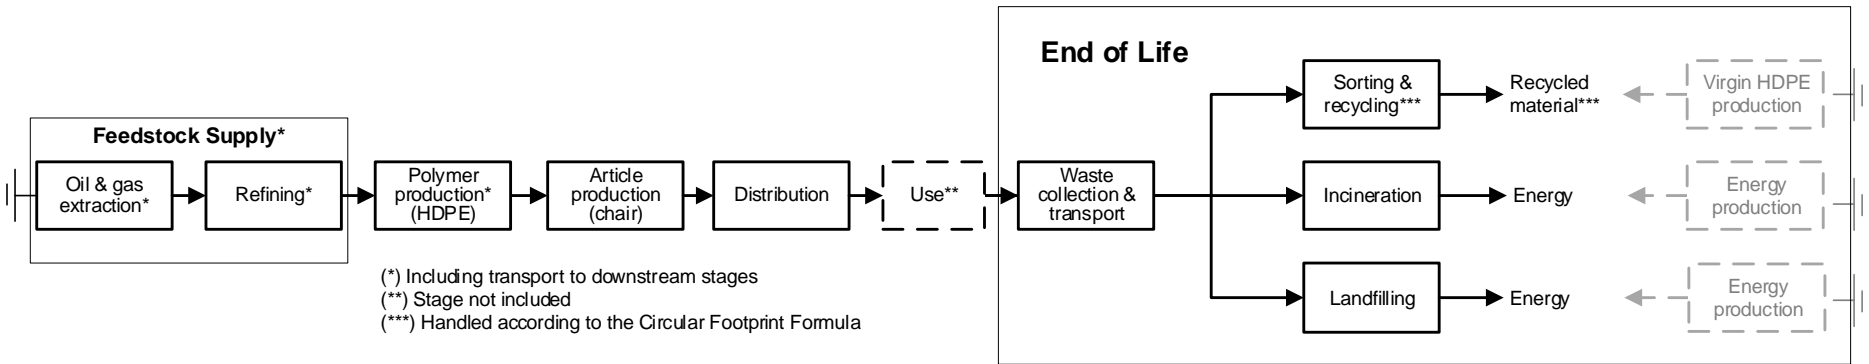 End of Life
Feedstock Supply*
Oil & gas
extraction*
Refining*
Polymer
production*
(HDPE)
Article
production
(chair)
Distribution
Use**
Waste
collection &
transport
Sorting &
recycling***
Recycled
material***
Virgin HDPE
production
Incineration
Energy
Energy
production
Landfilling
Energy
Energy
production
(*) Including transport to downstream stages
(**) Stage not included
(***) Handled according to the Circular Footprint Formula